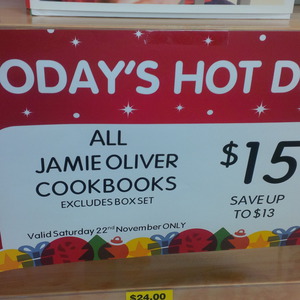 ODAY'S HOT D
ALL
JAMIE OLIVER
COOKBOOKS
EXCLUDES BOX SET
$15
SAVE UP
TO $13
Valid Saturday 22nd November ONLY
$24.00